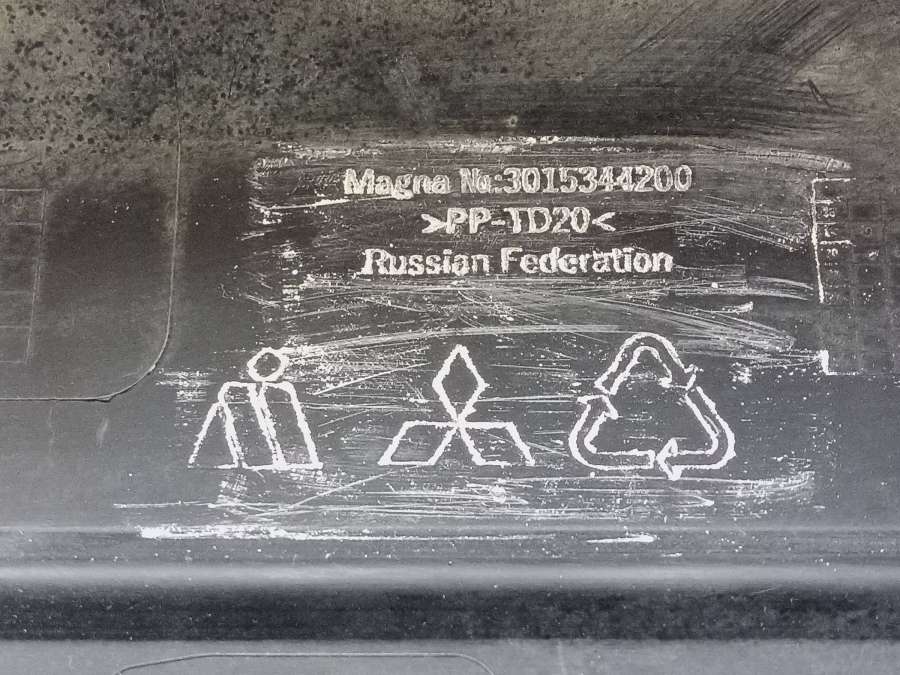 Magna №:3015344200
>PP-TD20<
Russian Federation